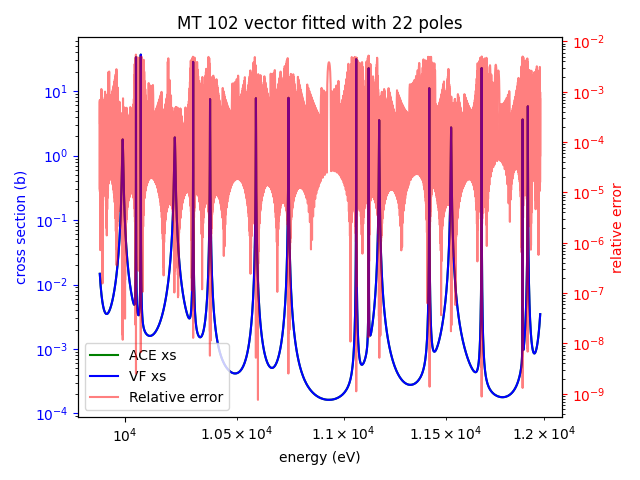 MT 102 vector fitted with 22 poles
cross section (b)
10¹
10⁰
10⁻¹
10⁻²
10⁻³
10⁻⁴
ACE xs
VF xs
Relative error
10⁴
1.05 × 10⁴
1.1 × 10⁴
1.15 × 10⁴
1.2 × 10⁴
energy (eV)
10⁻²
10⁻³
10⁻⁴
10⁻⁵
10⁻⁶
10⁻⁷
10⁻⁸
10⁻⁹
relative error